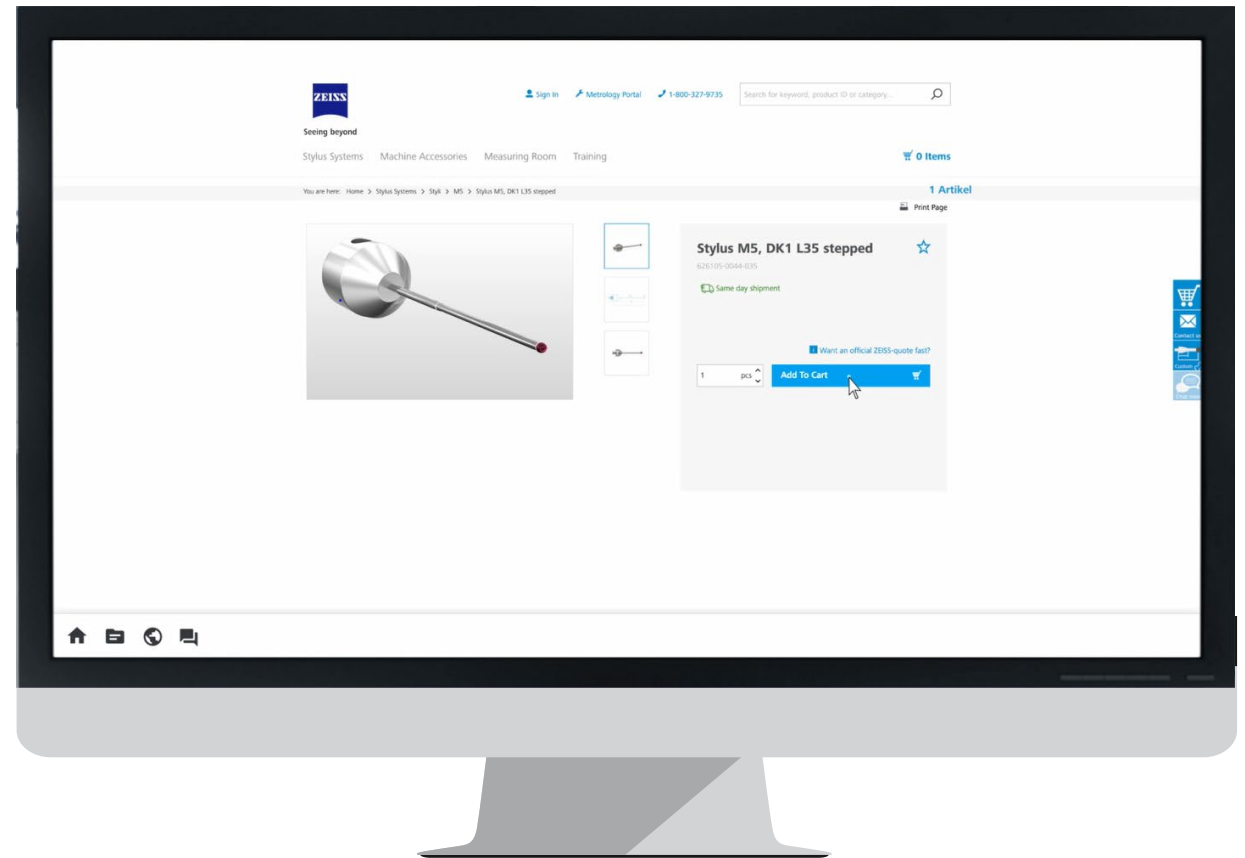 ZEISS
Seeing beyond
Sign In Metrology Portal 1-800-327-9735 Search for keyword, product ID or category...
Stylus Systems Machine Accessories Measuring Room Training 0 Items
You are here: Home > Stylus Systems > Styli > M5 > Stylus M5, DK1 L35 stepped 1 Artikel
Print Page
Stylus M5, DK1 L35 stepped
626105-0044-035
Same day shipment
Want an official ZEISS-quote fast?
1 pcs Add To Cart
Contact us
Custom